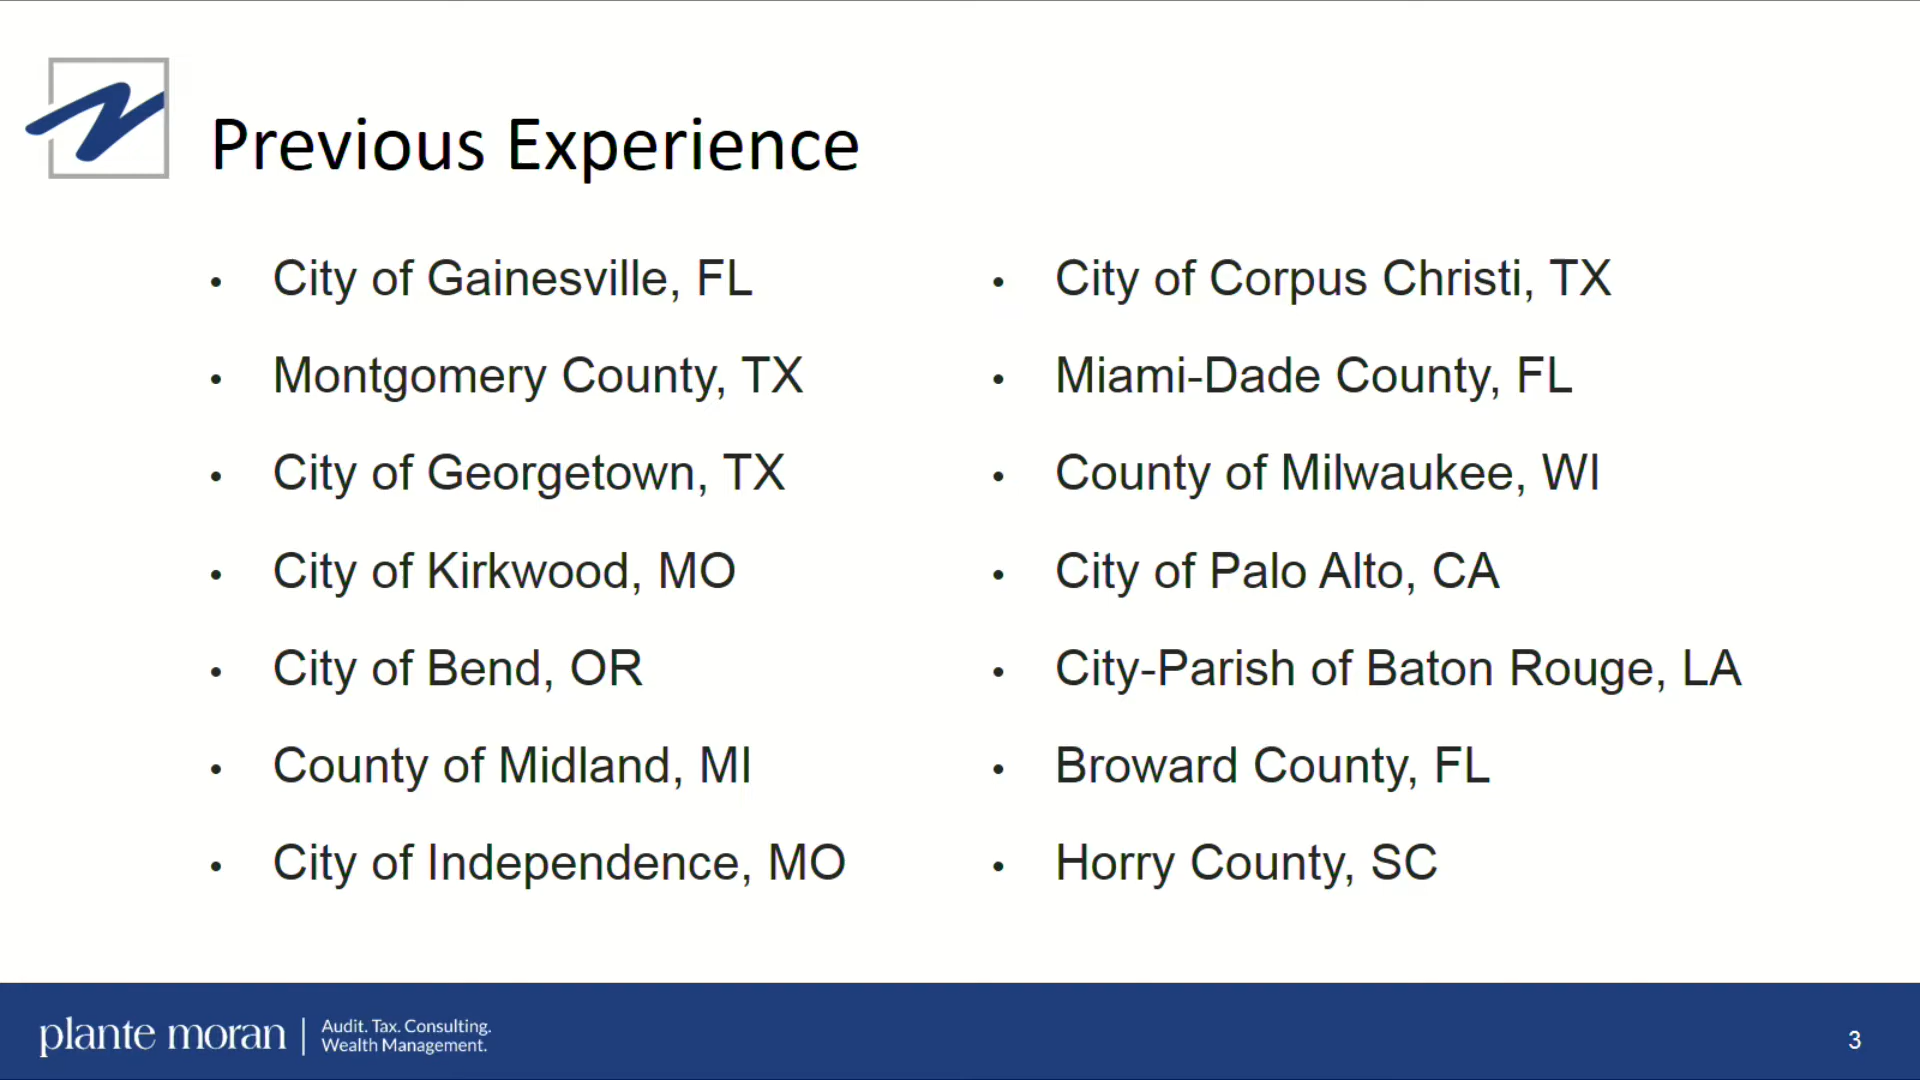 Previous Experience
• City of Gainesville, FL
• Montgomery County, TX
• City of Georgetown, TX
• City of Kirkwood, MO
• City of Bend, OR
• County of Midland, MI
• City of Independence, MO
• City of Corpus Christi, TX
• Miami-Dade County, FL
• County of Milwaukee, WI
• City of Palo Alto, CA
• City-Parish of Baton Rouge, LA
• Broward County, FL
• Horry County, SC
plante moran
Audit. Tax. Consulting.
Wealth Management.
3